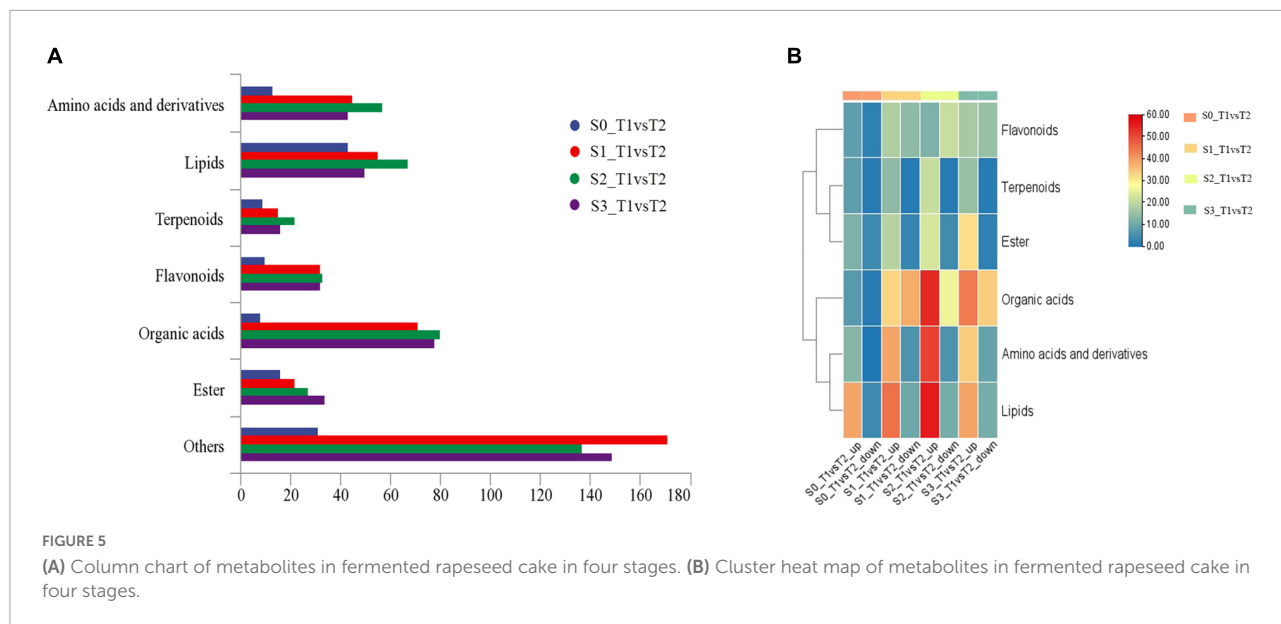 A
Amino acids and derivatives
Lipids
Terpenoids
Flavonoids
Organic acids
Ester
Others
0 20 40 60 80 100 120 140 160 180
S0_T1vsT2
S1_T1vsT2
S2_T1vsT2
S3_T1vsT2
B
Flavonoids
Terpenoids
Ester
Organic acids
Amino acids and derivatives
Lipids
S0_T1vsT2_up
S0_T1vsT2_down
S1_T1vsT2_up
S1_T1vsT2_down
S2_T1vsT2_up
S2_T1vsT2_down
S3_T1vsT2_up
S3_T1vsT2_down
60.00
50.00
40.00
30.00
20.00
10.00
0.00
S0_T1vsT2
S1_T1vsT2
S2_T1vsT2
S3_T1vsT2
FIGURE 5
(A) Column chart of metabolites in fermented rapeseed cake in four stages. (B) Cluster heat map of metabolites in fermented rapeseed cake in
four stages.